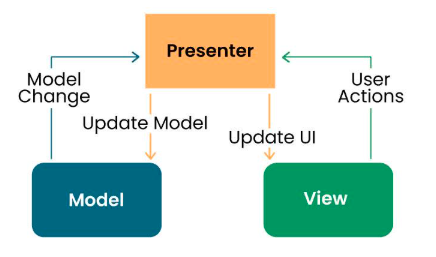 Presenter
Model
Change
User
Actions
Update Model
Update UI
Model
View